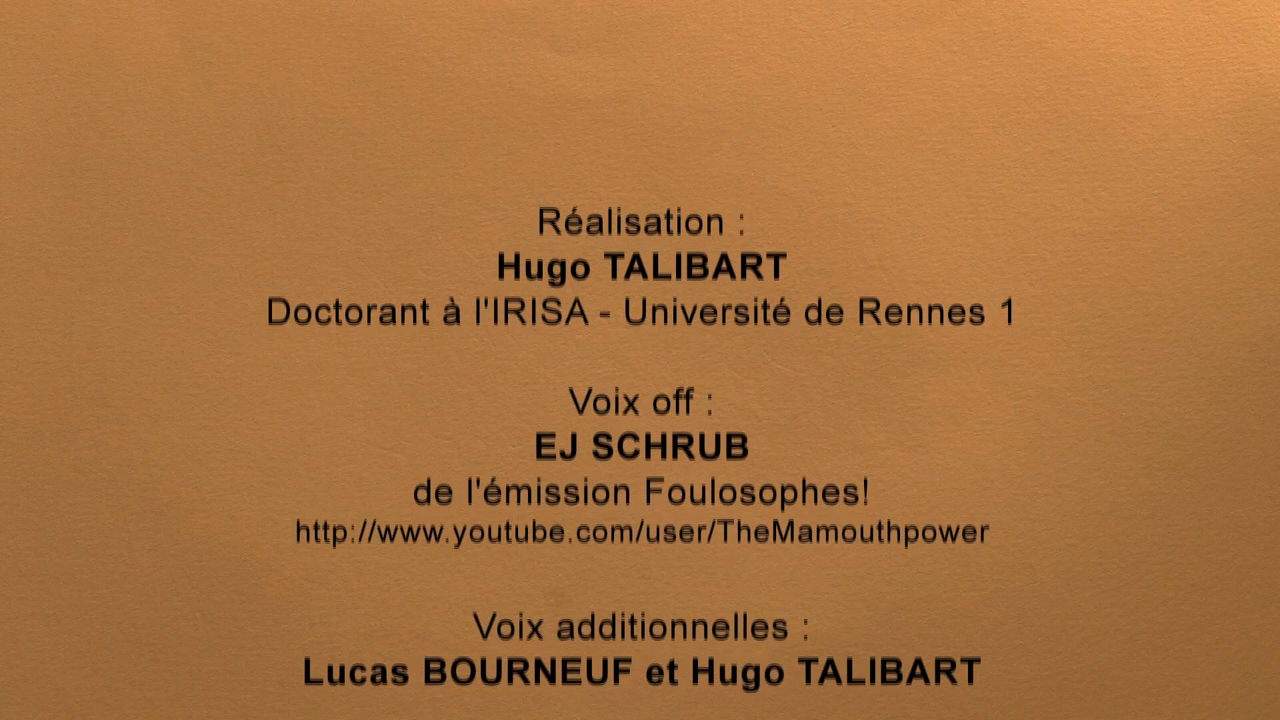 Réalisation :
Hugo TALIBART
Doctorant à l'IRISA - Université de Rennes 1
Voix off :
EJ SCHRUB
de l'émission Foulosophes!
http://www.youtube.com/user/TheMamouthpower
Voix additionnelles :
Lucas BOURNEUF et Hugo TALIBART